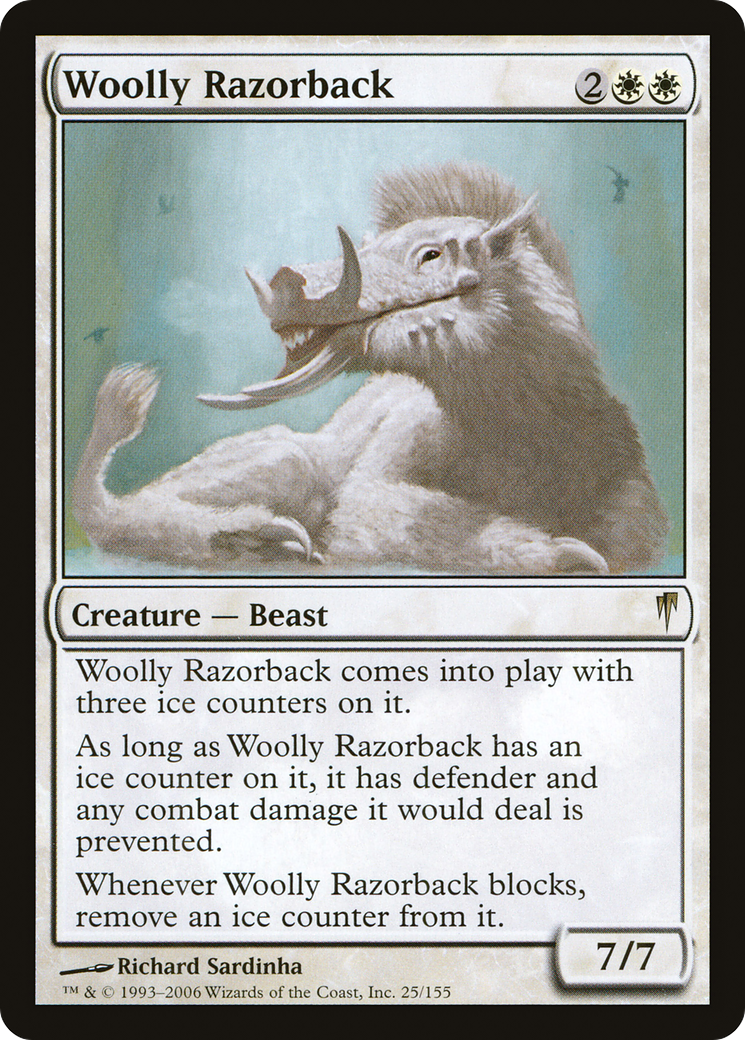 Woolly Razorback 2
Creature — Beast
Woolly Razorback comes into play with
three ice counters on it.
As long as Woolly Razorback has an
ice counter on it, it has defender and
any combat damage it would deal is
prevented.
Whenever Woolly Razorback blocks,
remove an ice counter from it.
7/7
Richard Sardinha
™ & © 1993–2006 Wizards of the Coast, Inc. 25/155